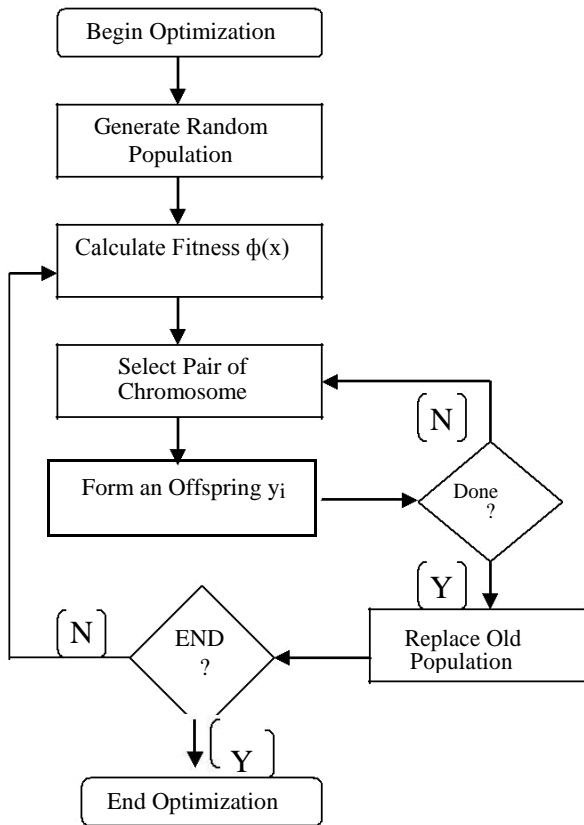 Begin Optimization
Generate Random
Population
Calculate Fitness ϕ(x)
Select Pair of
Chromosome
(N)
Form an Offspring yi
Done
?
(Y)
Replace Old
Population
(N)
END
?
(Y
End Optimization